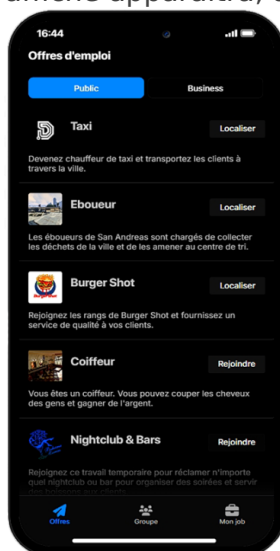 16:44
Offres d'emploi
Public
Business
Taxi
Localiser
Devenez chauffeur de taxi et transportez les clients à
travers la ville.
Eboueur
Localiser
Les éboueurs de San Andreas sont chargés de collecter
les déchets de la ville et de les amener au centre de tri.
Burger Shot
Localiser
Rejoignez les rangs de Burger Shot et fournissez un
service de qualité à vos clients.
Coiffeur
Rejoindre
Vous êtes un coiffeur. Vous pouvez couper les cheveux
des gens et gagner de l'argent.
Nightclub & Bars
Rejoindre
Rejoignez ce travail temporaire pour réclamer n'importe
quel nightclub ou bar pour organiser des soirées et servir
des boissons aux clients.
Offres
Groupe
Mon job